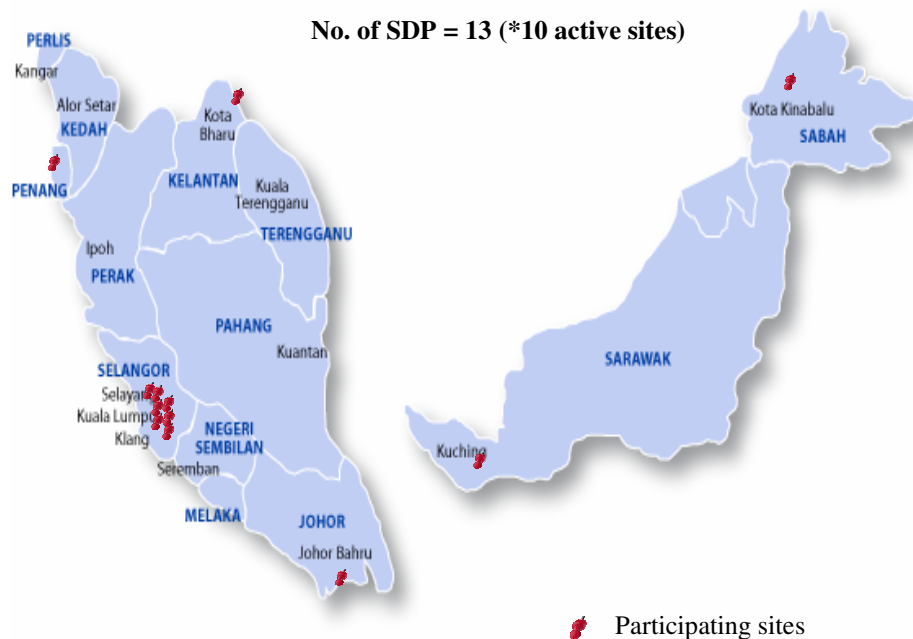 No. of SDP = 13 (*10 active sites)
PERLIS
Kangar
Alor Setar
KEDAH
PENANG
Kota
Bharu
KELANTAN
Kuala
Terengganu
TERENGGANU
Ipoh
PERAK
PAHANG
Kuantan
SELANGOR
Selayan
Kuala Lumpu
Klang
NEGERI
SEMBILAN
Seremban
MELAKA
JOHOR
Johor Bahru
Kota Kinabalu
SABAH
SARAWAK
Kuching
Participating sites